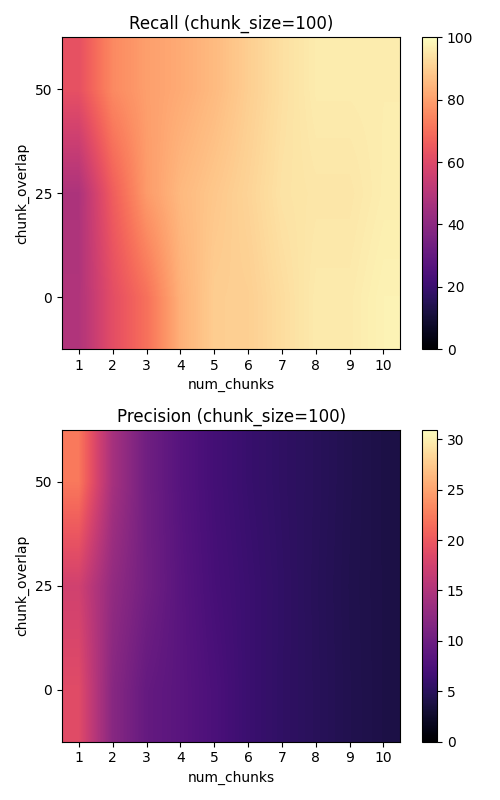 Recall (chunk_size=100)
100
80
60
40
20
0
50
25
0
chunk_overlap
1 2 3 4 5 6 7 8 9 10
num_chunks
Precision (chunk_size=100)
30
25
20
15
10
5
0
50
25
0
chunk_overlap
1 2 3 4 5 6 7 8 9 10
num_chunks